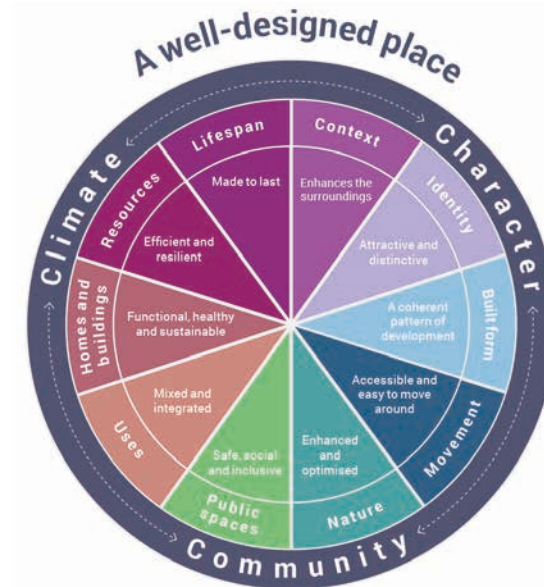 A well-designed place
Climate
Character
Community
Context
Enhances the
surroundings
Identity
Attractive and
distinctive
Built form
A coherent
pattern of
development
Movement
Accessible and
easy to move
around
Nature
Enhanced
and
optimised
Public
spaces
Safe, social
and inclusive
Uses
Mixed and
integrated
Homes and
buildings
Functional, healthy
and sustainable
Resources
Efficient and
resilient
Lifespan
Made to last